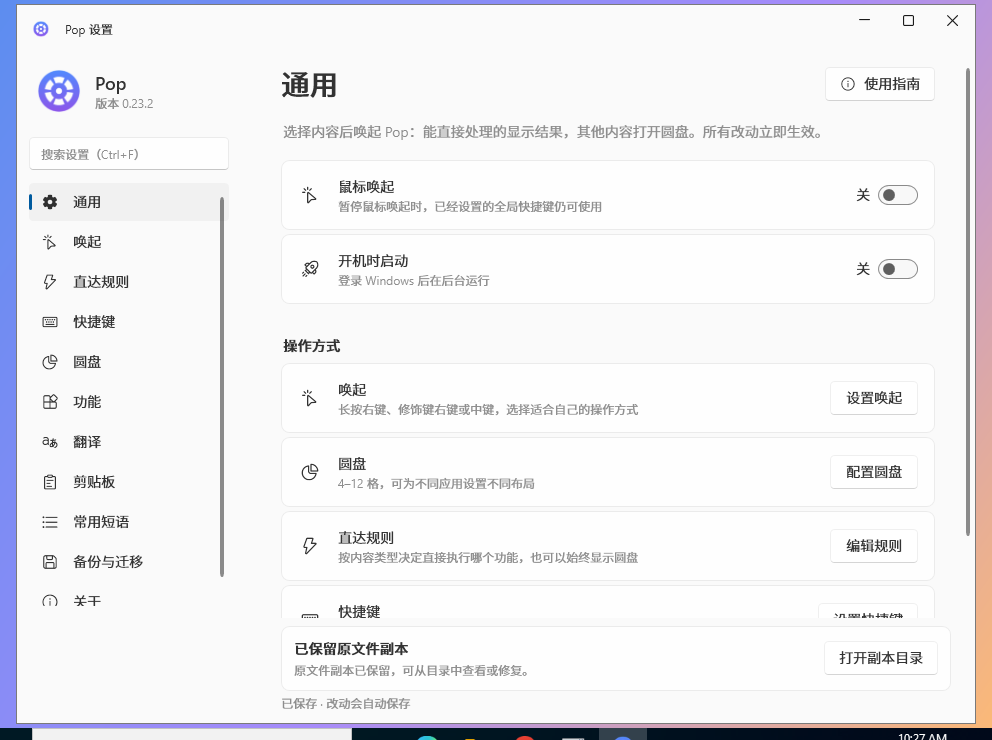 Pop 设置
Pop
版本 0.23.2
搜索设置（Ctrl+F）
通用
唤起
直达规则
快捷键
圆盘
功能
翻译
剪贴板
常用短语
备份与迁移
关于
通用
使用指南
选择内容后唤起 Pop：能直接处理的显示结果，其他内容打开圆盘。所有改动立即生效。
鼠标唤起
暂停鼠标唤起时，已经设置的全局快捷键仍可使用
关
开机时启动
登录 Windows 后在后台运行
关
操作方式
唤起
长按右键、修饰键右键或中键，选择适合自己的操作方式
设置唤起
圆盘
4–12 格，可为不同应用设置不同布局
配置圆盘
直达规则
按内容类型决定直接执行哪个功能，也可以始终显示圆盘
编辑规则
快捷键
设置快捷键
已保留原文件副本
原文件副本已保留，可从目录中查看或修复。
打开副本目录
已保存 · 改动会自动保存
10:27 AM